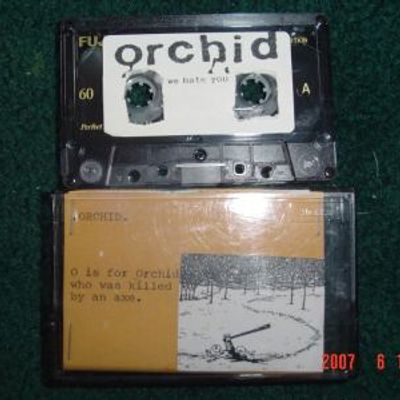 FUJ
orchid
we hate you
60
A
Perfect
ORCHID.
O is for Orchid
who was killed
by an axe.
2007 6 1